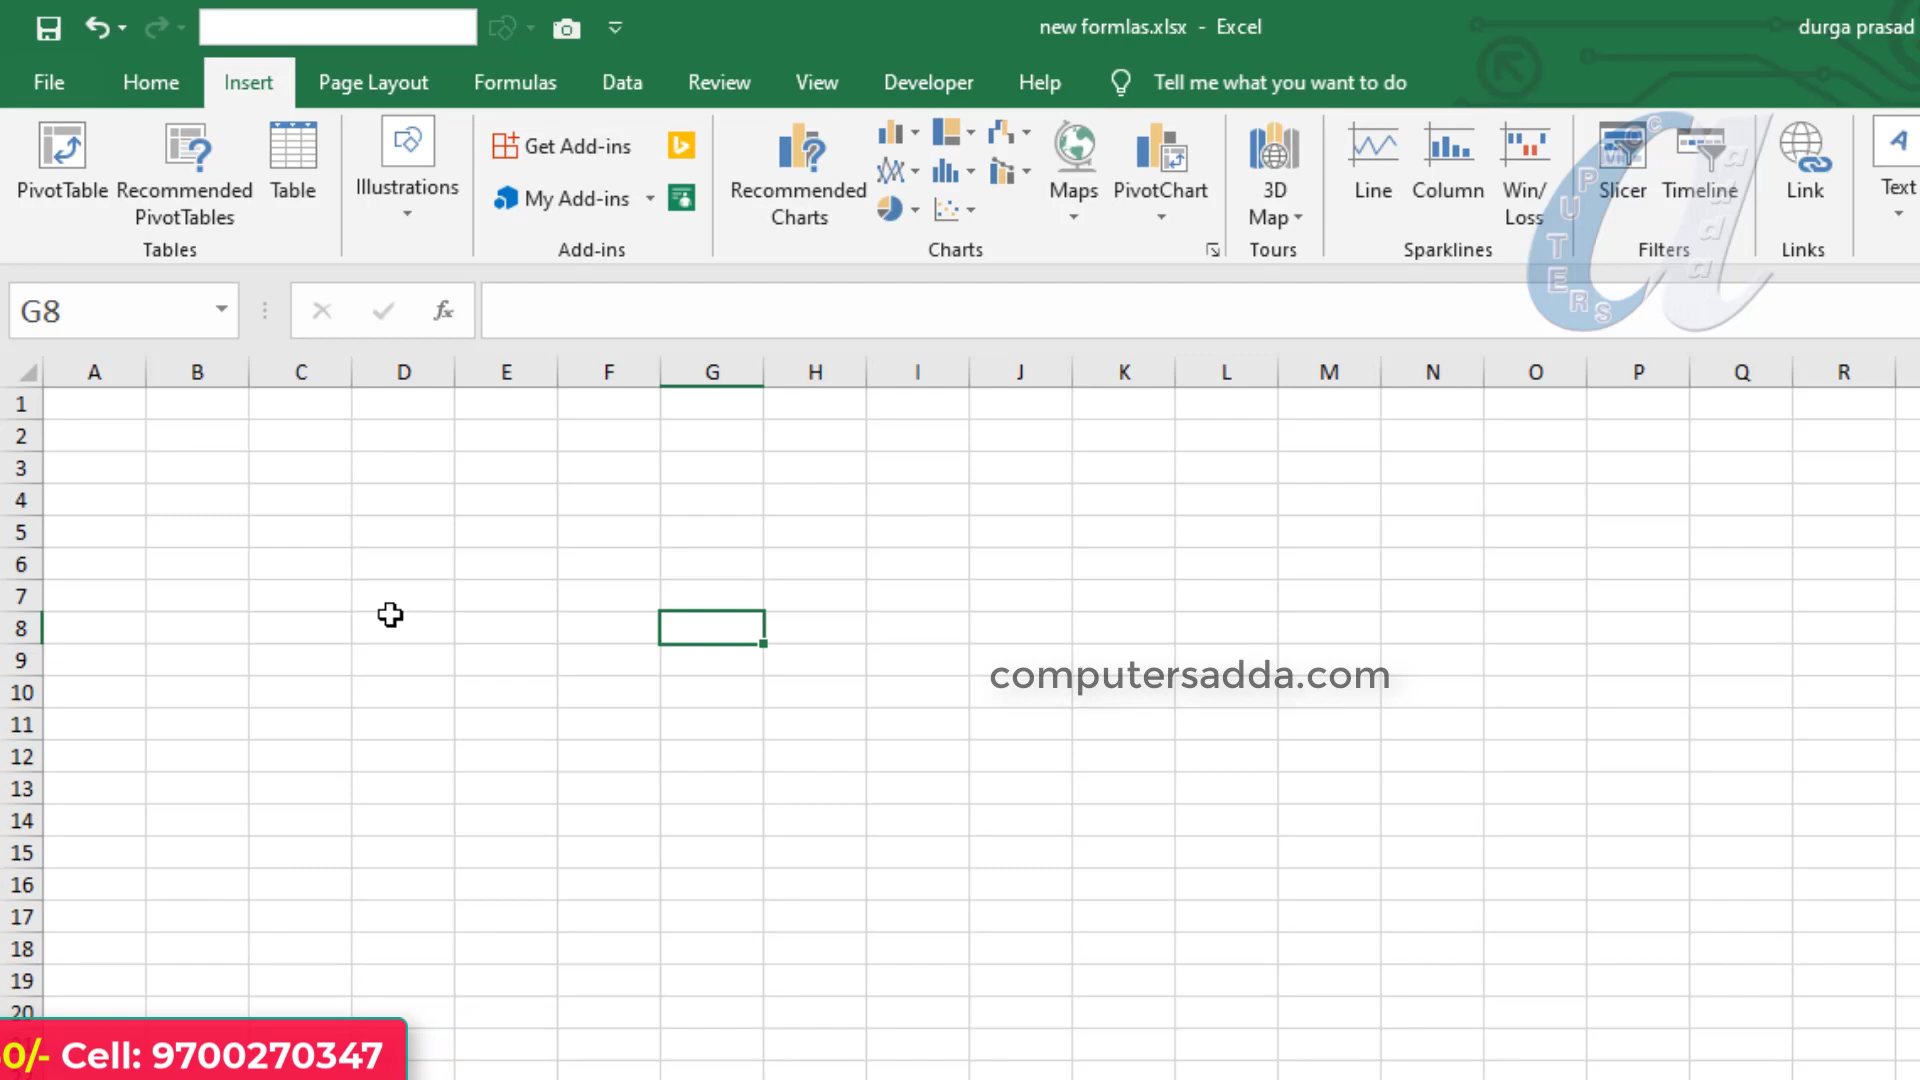 new formlas.xlsx - Excel
durga prasad
File Home Insert Page Layout Formulas Data Review View Developer Help Tell me what you want to do
PivotTable
Recommended
PivotTables
Table
Tables
Illustrations
Get Add-ins
My Add-ins
Add-ins
Recommended
Charts
Maps
PivotChart
Charts
3D
Map
Tours
Line
Column
Win/
Loss
Sparklines
Slicer
Timeline
Filters
Link
Links
Text
COMPUTERS
adda
G8
fx
A B C D E F G H I J K L M N O P Q R
1
2
3
4
5
6
7
8
9
10
11
12
13
14
15
16
17
18
19
20
computersadda.com
0/- Cell: 9700270347